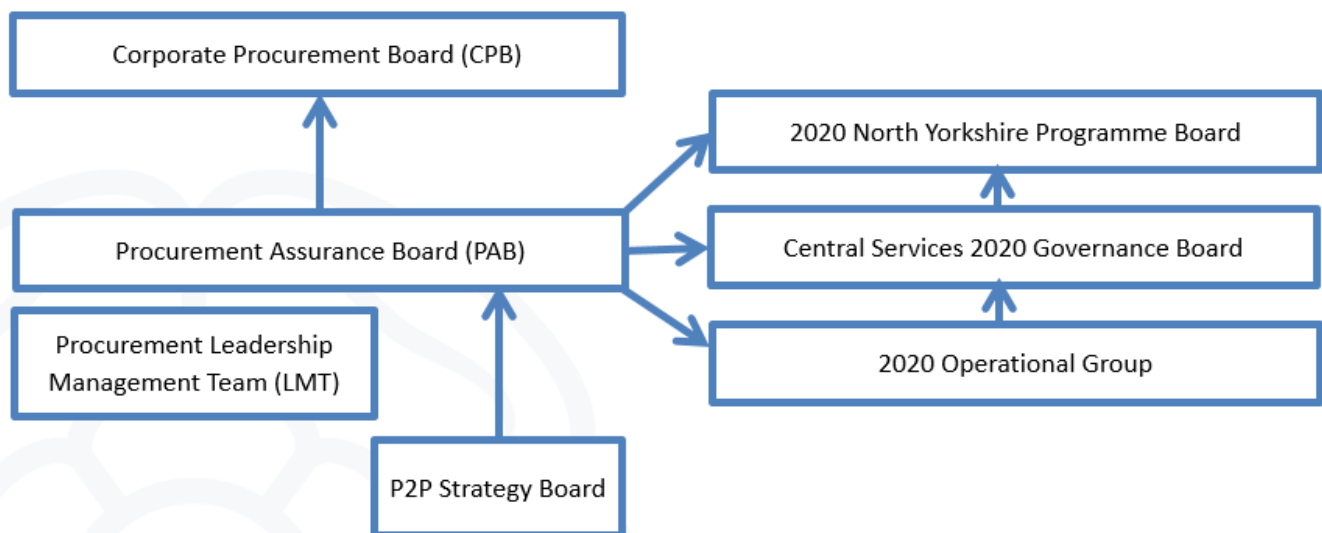 Corporate Procurement Board (CPB)
2020 North Yorkshire Programme Board
Procurement Assurance Board (PAB)
Central Services 2020 Governance Board
Procurement Leadership
Management Team (LMT)
2020 Operational Group
P2P Strategy Board